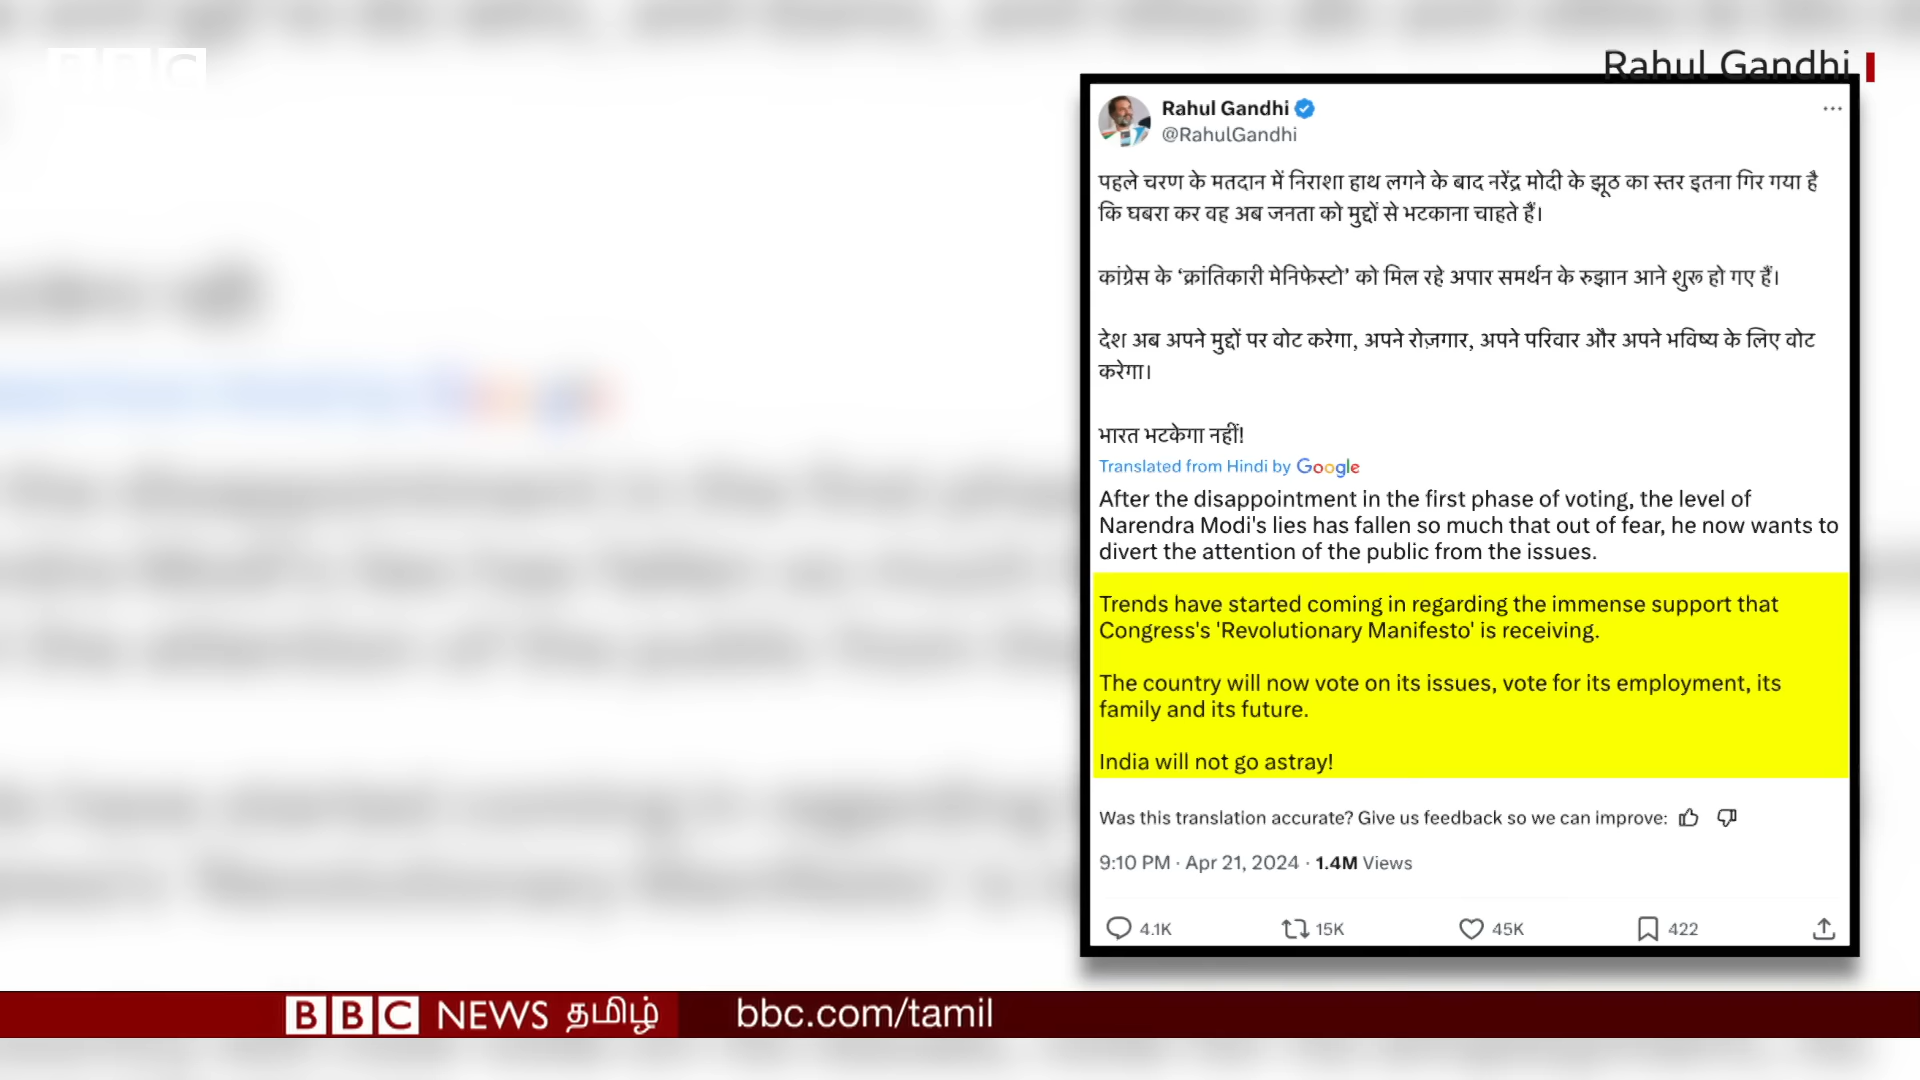 BBC
Rahul Gandhi
Rahul Gandhi
@RahulGandhi
पहले चरण के मतदान में निराशा हाथ लगने के बाद नरेंद्र मोदी के झूठ का स्तर इतना गिर गया है
कि घबरा कर वह अब जनता को मुद्दों से भटकाना चाहते हैं।
कांग्रेस के ‘क्रांतिकारी मेनिफेस्टो’ को मिल रहे अपार समर्थन के रुझान आने शुरू हो गए हैं।
देश अब अपने मुद्दों पर वोट करेगा, अपने रोज़गार, अपने परिवार और अपने भविष्य के लिए वोट
करेगा।
भारत भटकेगा नहीं!
Translated from Hindi by Google
After the disappointment in the first phase of voting, the level of
Narendra Modi's lies has fallen so much that out of fear, he now wants to
divert the attention of the public from the issues.
Trends have started coming in regarding the immense support that
Congress's 'Revolutionary Manifesto' is receiving.
The country will now vote on its issues, vote for its employment, its
family and its future.
India will not go astray!
Was this translation accurate? Give us feedback so we can improve:
9:10 PM · Apr 21, 2024 · 1.4M Views
4.1K 15K 45K 422
BBC NEWS தமிழ் bbc.com/tamil